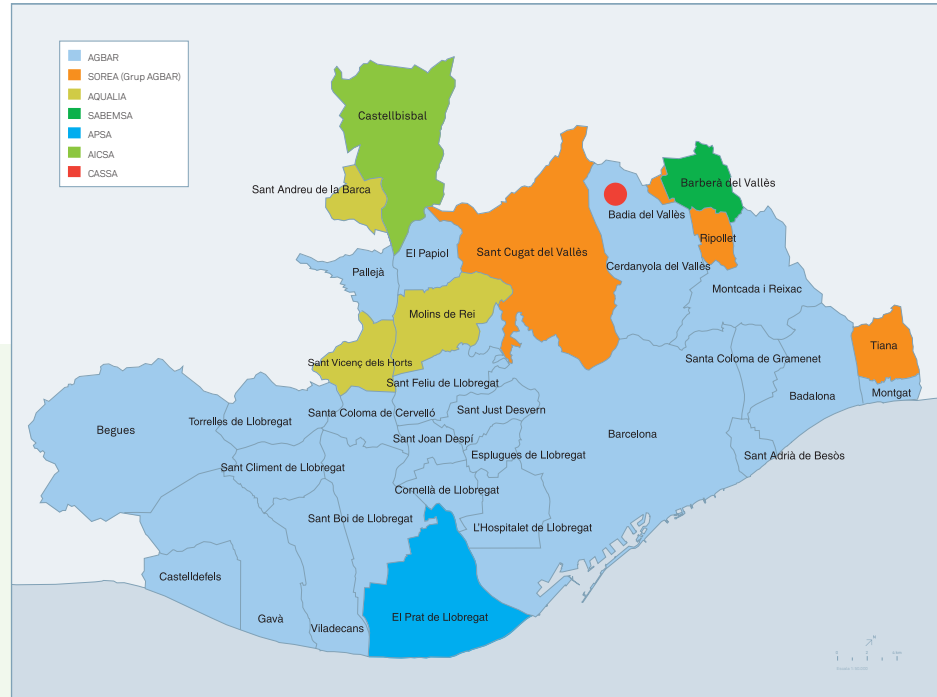 AGBAR
SOREA (Grup AGBAR)
AQUALIA
SABEMSA
APSA
AICSA
CASSA
Castellbisbal
Barberà del Vallès
Sant Andreu de la Barca
Badia del Vallès
Ripollet
El Papiol
Sant Cugat del Vallès
Cerdanyola del Vallès
Pallejà
Montcada i Reixac
Molins de Rei
Tiana
Sant Vicenç dels Horts
Santa Coloma de Gramenet
Sant Feliu de Llobregat
Montgat
Badalona
Santa Coloma de Cervelló
Sant Just Desvern
Torrelles de Llobregat
Begues
Barcelona
Sant Joan Despí
Esplugues de Llobregat
Sant Adrià de Besòs
Sant Climent de Llobregat
Cornellà de Llobregat
Sant Boi de Llobregat
L'Hospitalet de Llobregat
Castelldefels
Gavà
El Prat de Llobregat
Viladecans
N